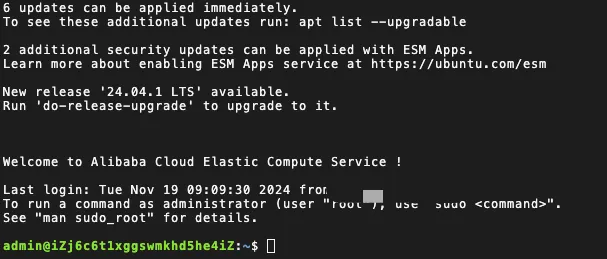 6 updates can be applied immediately.
To see these additional updates run: apt list --upgradable
2 additional security updates can be applied with ESM Apps.
Learn more about enabling ESM Apps service at https://ubuntu.com/esm
New release '24.04.1 LTS' available.
Run 'do-release-upgrade' to upgrade to it.
Welcome to Alibaba Cloud Elastic Compute Service !
Last login: Tue Nov 19 09:09:30 2024 from
To run a command as administrator (user "root"), use "sudo <command>".
See "man sudo_root" for details.
admin@iZj6c6t1xggswmkhd5he4iZ:~$